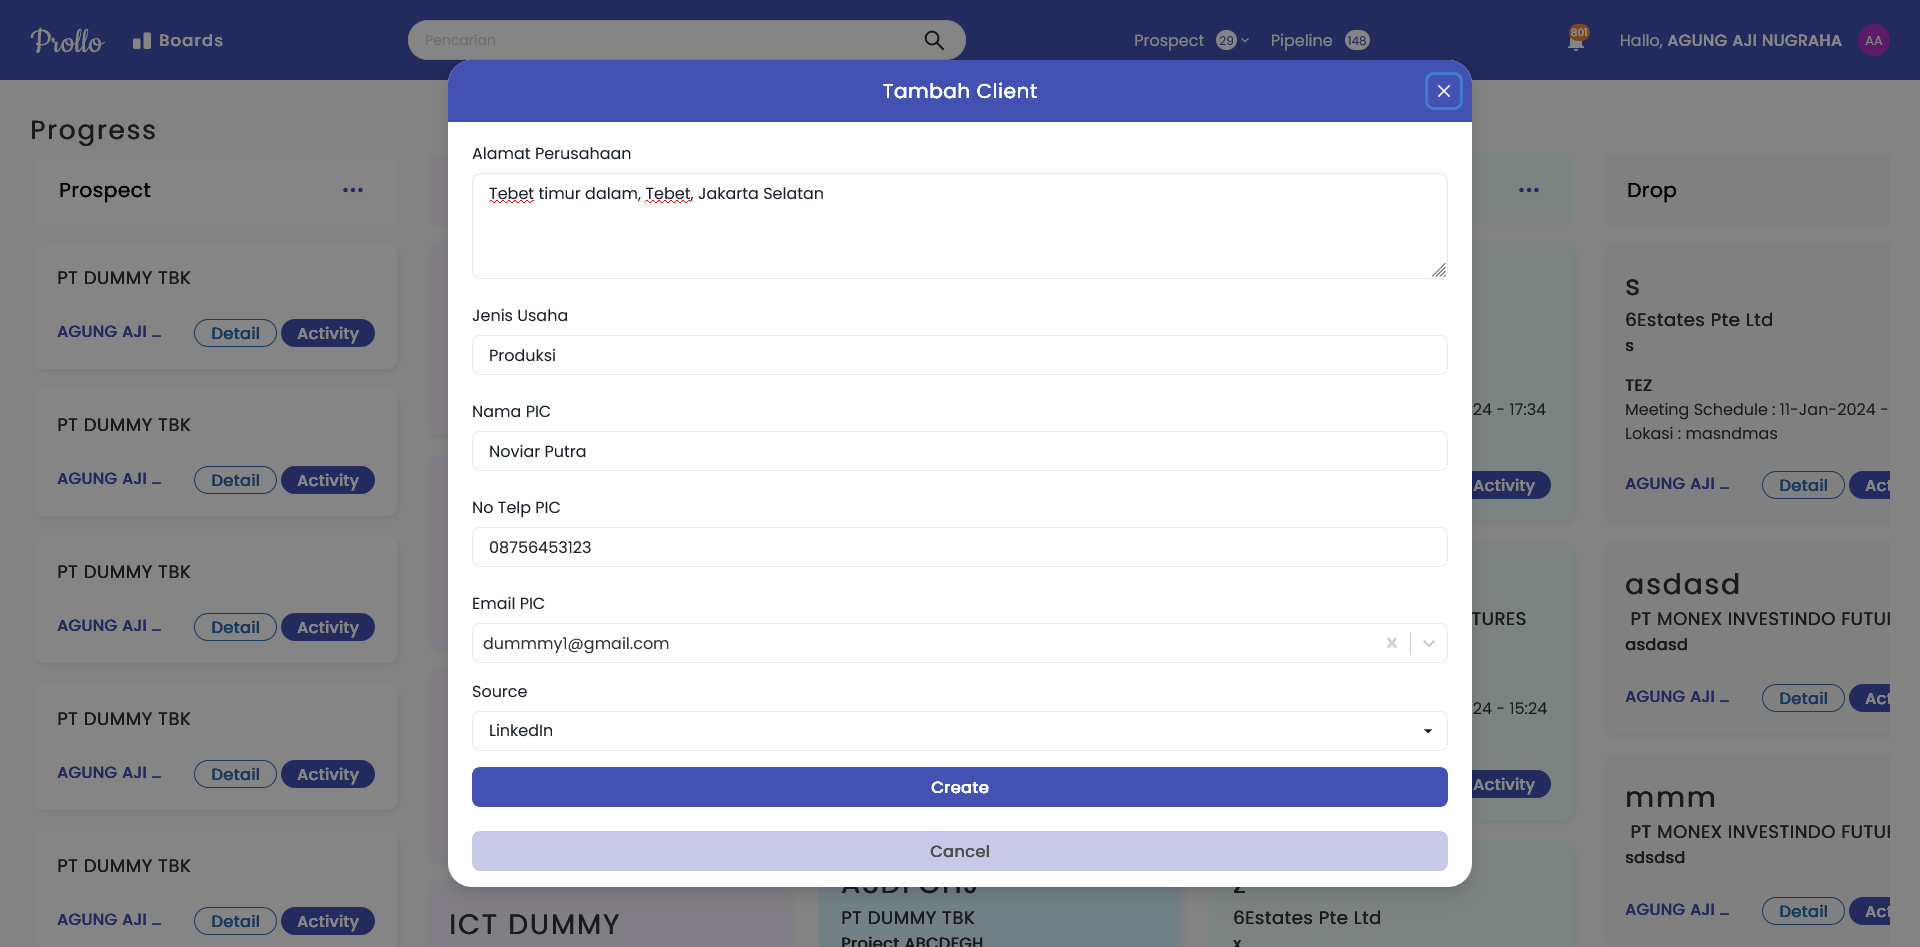 Prollo
Boards
Pencarian
Prospect 29
Pipeline 148
801
Hallo, AGUNG AJI NUGRAHA
AA
Tambah Client
Alamat Perusahaan
Tebet timur dalam, Tebet, Jakarta Selatan
Jenis Usaha
Produksi
Nama PIC
Noviar Putra
No Telp PIC
08756453123
Email PIC
dummmy1@gmail.com
Source
LinkedIn
Create
Cancel
Progress
Prospect
PT DUMMY TBK
AGUNG AJI ...
Detail
Activity
PT DUMMY TBK
AGUNG AJI ...
Detail
Activity
PT DUMMY TBK
AGUNG AJI ...
Detail
Activity
PT DUMMY TBK
AGUNG AJI ...
Detail
Activity
PT DUMMY TBK
AGUNG AJI ...
Detail
Activity
ICT DUMMY
PT DUMMY TBK
Project ABCDEGH
24 - 17:34
Activity
TURES
24 - 15:24
Activity
6Estates Pte Ltd
x
Drop
S
6Estates Pte Ltd
s
TEZ
Meeting Schedule : 11-Jan-2024 -
Lokasi : masndmas
AGUNG AJI ...
Detail
Act
asdasd
PT MONEX INVESTINDO FUTU
asdasd
AGUNG AJI ...
Detail
Act
mmm
PT MONEX INVESTINDO FUTU
sdsdsd
AGUNG AJI ...
Detail
Act